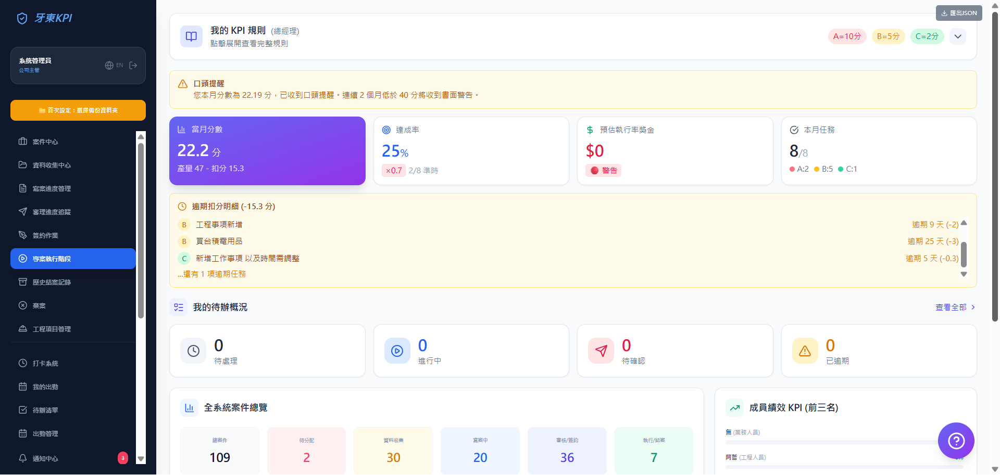 牙東KPI
系統管理員
公司主管
EN
首次設定：選擇備份資料夾
案件中心
資料收集中心
寫案進度管理
審理進度追蹤
簽約作業
專案執行階段
歷史結案記錄
棄案
工程項目管理
打卡系統
我的出勤
待辦清單
出勤管理
通知中心
3
匯出JSON
我的 KPI 規則 (總經理)
點擊展開查看完整規則
A=10分
B=5分
C=2分
口頭提醒
您本月分數為 22.19 分，已收到口頭提醒。連續 2 個月低於 40 分將收到書面警告。
當月分數
22.2 分
產量 47 - 扣分 15.3
達成率
25%
×0.7 2/8 準時
預估執行率獎金
$0
警告
本月任務
8/8
A:2 B:5 C:1
逾期扣分明細 (-15.3 分)
B 工程事項新增 逾期 9 天 (-2)
B 買台積電用品 逾期 25 天 (-3)
C 新增工作事項 以及時間需調整 逾期 5 天 (-0.3)
...還有 1 項逾期任務
我的待辦概況
查看全部
0
待處理
0
進行中
0
待確認
0
已逾期
全系統案件總覽
總案件
109
待分配
2
資料收集
30
寫案中
20
審核/簽約
36
執行/結案
7
成員績效 KPI (前三名)
無 (業務人員)
阿哲 (工程人員)